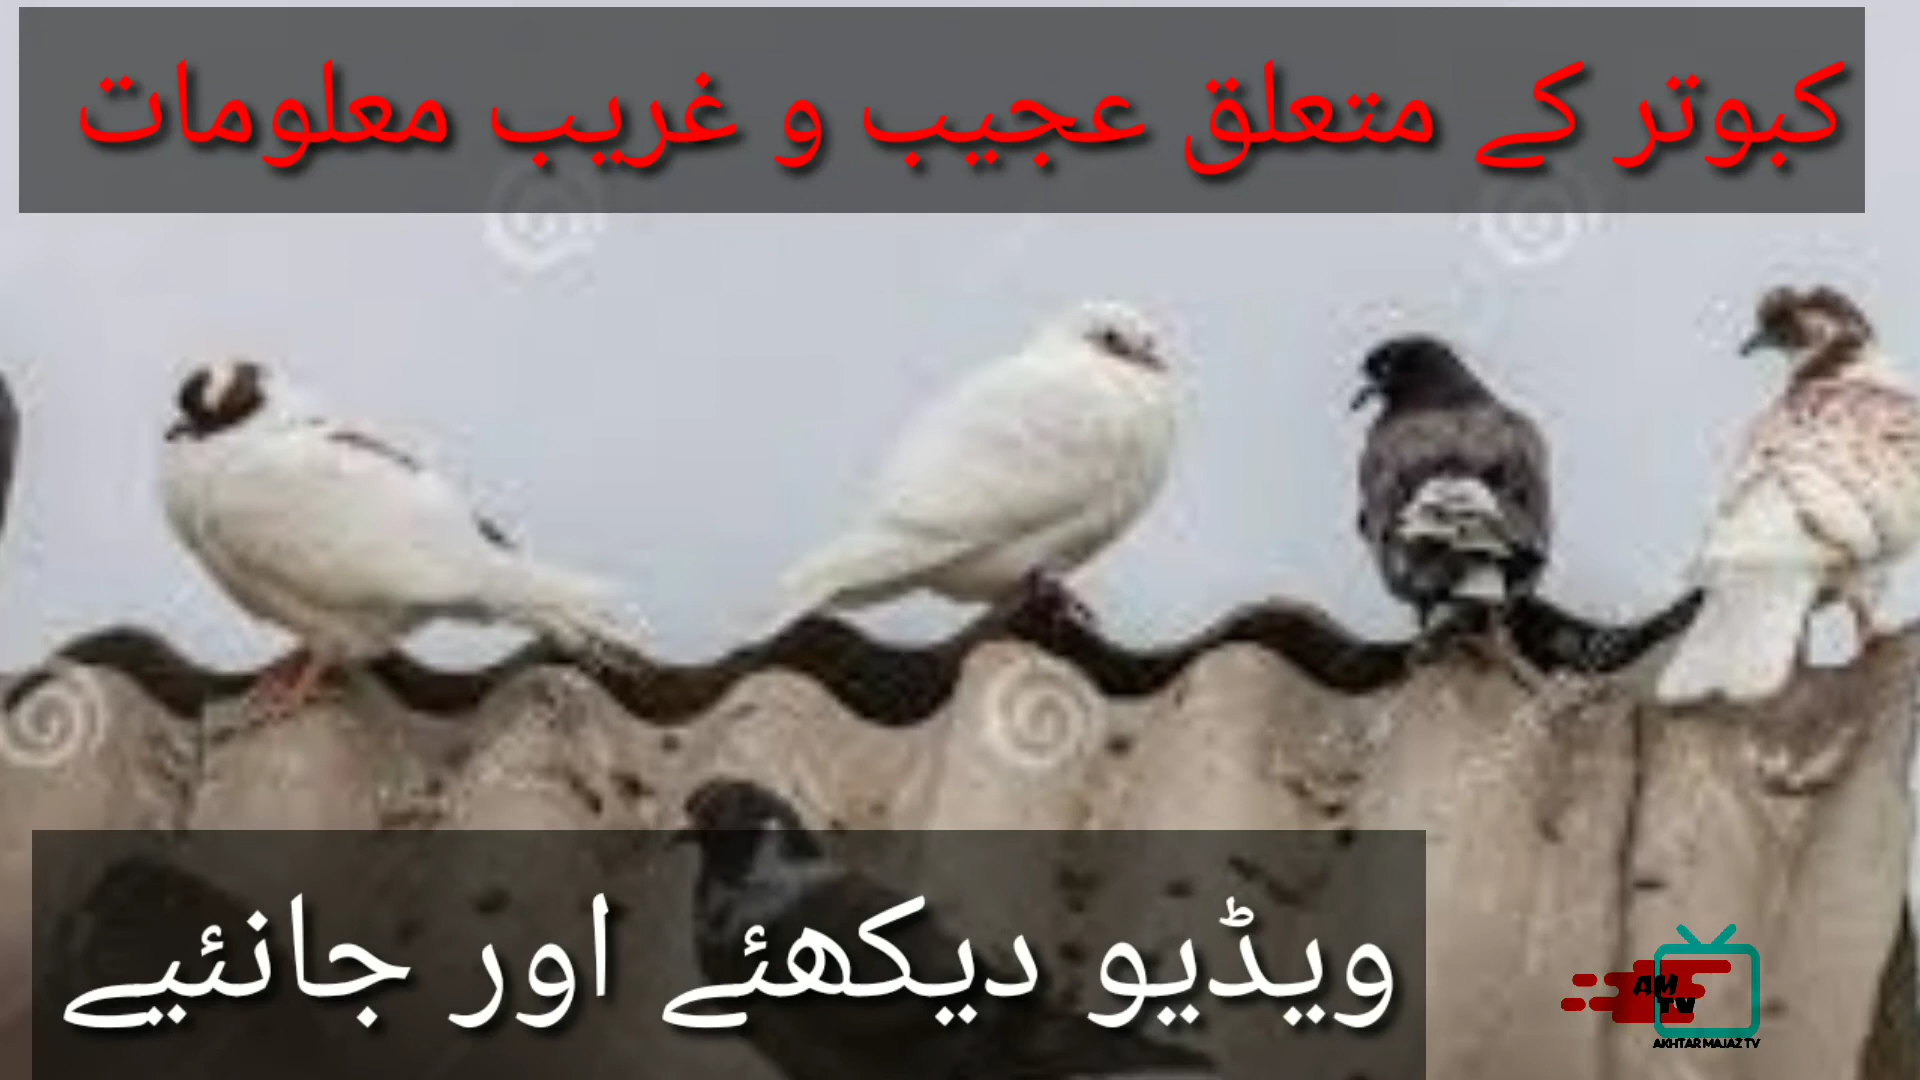 کبوتر کے متعلق عجیب و غریب معلومات
ویڈیو دیکھئے اور جانئیے
AM
TV
AKHTAR MAJAZ TV